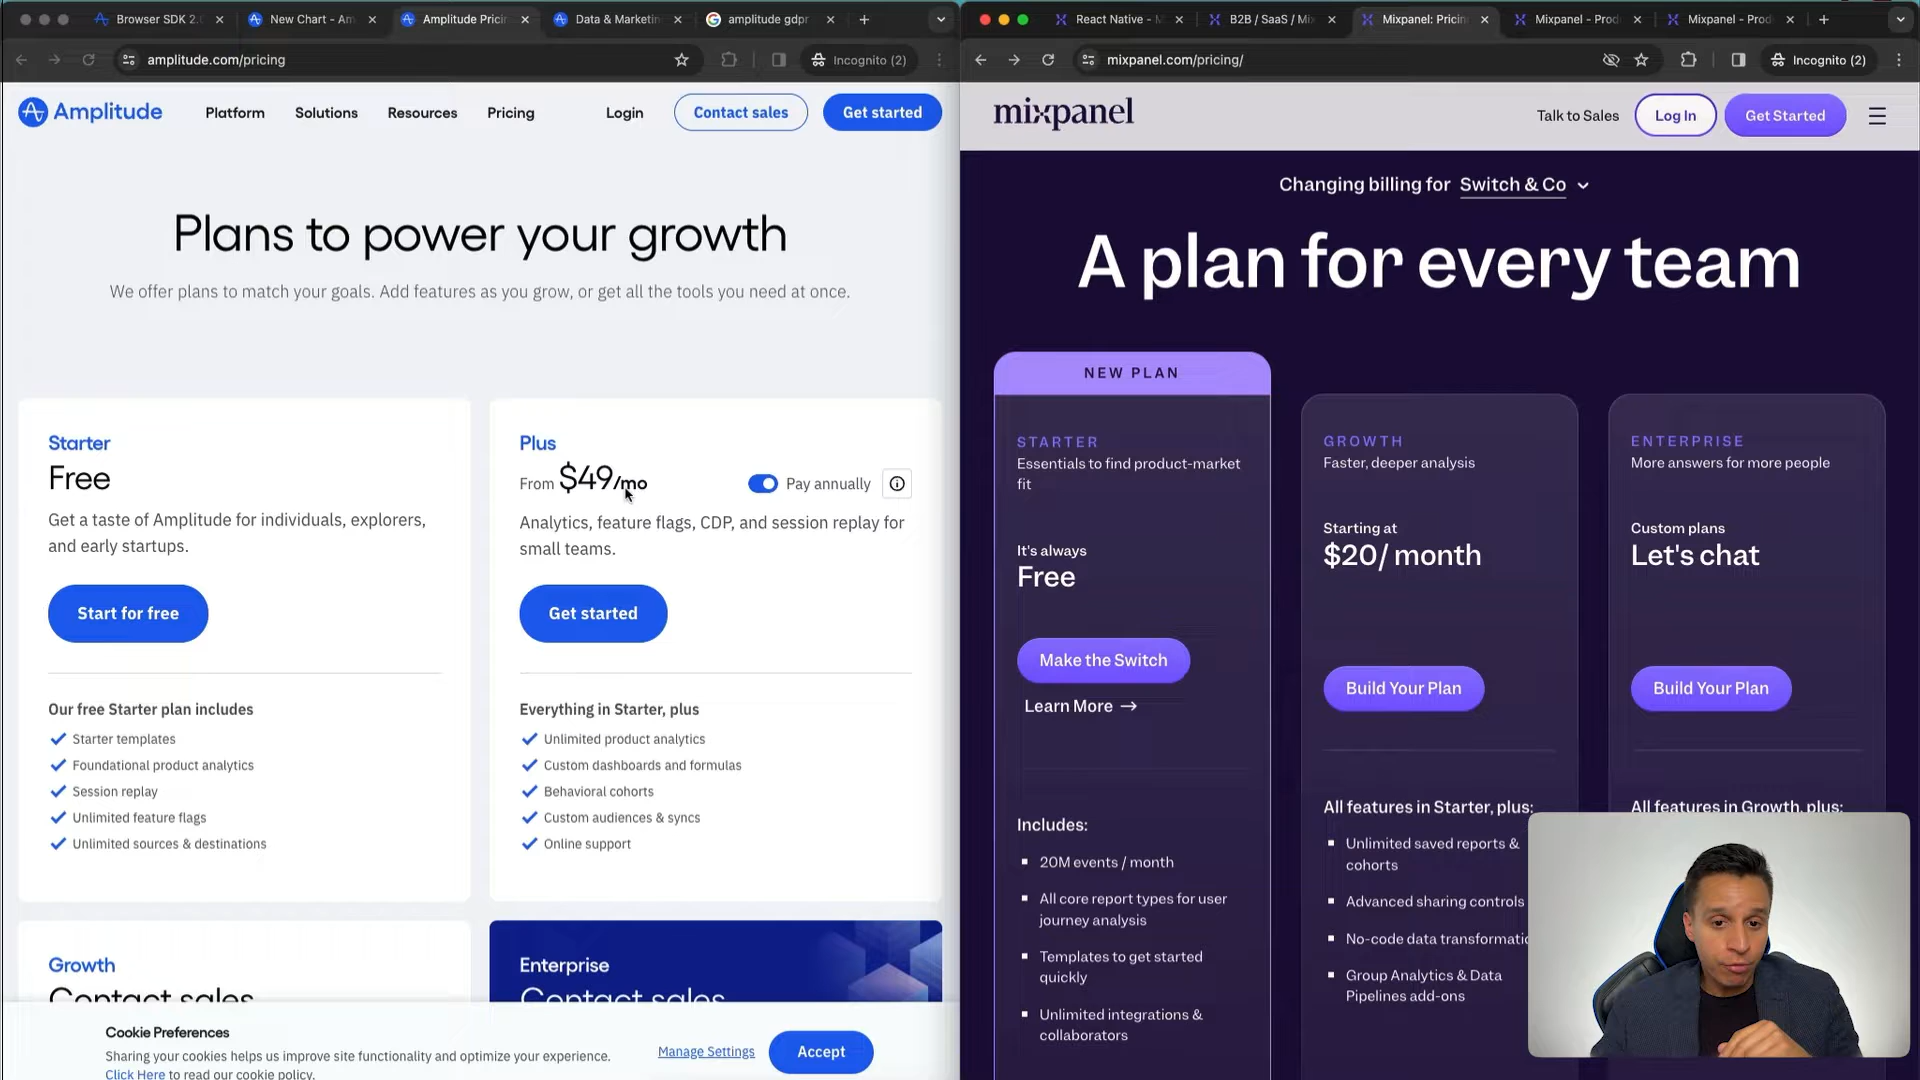 Browser SDK 2.
New Chart - Am
Amplitude Pricin
Data & Marketin
amplitude gdpr
amplitude.com/pricing
Incognito (2)
Amplitude
Platform
Solutions
Resources
Pricing
Login
Contact sales
Get started
Plans to power your growth
We offer plans to match your goals. Add features as you grow, or get all the tools you need at once.
Starter
Free
Get a taste of Amplitude for individuals, explorers,
and early startups.
Start for free
Our free Starter plan includes
Starter templates
Foundational product analytics
Session replay
Unlimited feature flags
Unlimited sources & destinations
Plus
From $49/mo
Pay annually
Analytics, feature flags, CDP, and session replay for
small teams.
Get started
Everything in Starter, plus
Unlimited product analytics
Custom dashboards and formulas
Behavioral cohorts
Custom audiences & syncs
Online support
Growth
Contact sales
Enterprise
Contact sales
Cookie Preferences
Sharing your cookies helps us improve site functionality and optimize your experience.
Click Here to read our cookie policy.
Manage Settings
Accept
React Native - M
B2B / SaaS / Mix
Mixpanel: Pricin
Mixpanel - Prod
Mixpanel - Prod
mixpanel.com/pricing/
Incognito (2)
mixpanel
Talk to Sales
Log In
Get Started
Changing billing for Switch & Co
A plan for every team
NEW PLAN
STARTER
Essentials to find product-market
fit
It's always
Free
Make the Switch
Learn More →
Includes:
20M events / month
All core report types for user
journey analysis
Templates to get started
quickly
Unlimited integrations &
collaborators
GROWTH
Faster, deeper analysis
Starting at
$20/ month
Build Your Plan
All features in Starter, plus:
Unlimited saved reports &
cohorts
Advanced sharing controls
No-code data transformatio
Group Analytics & Data
Pipelines add-ons
ENTERPRISE
More answers for more people
Custom plans
Let's chat
Build Your Plan
All features in Growth, plus: